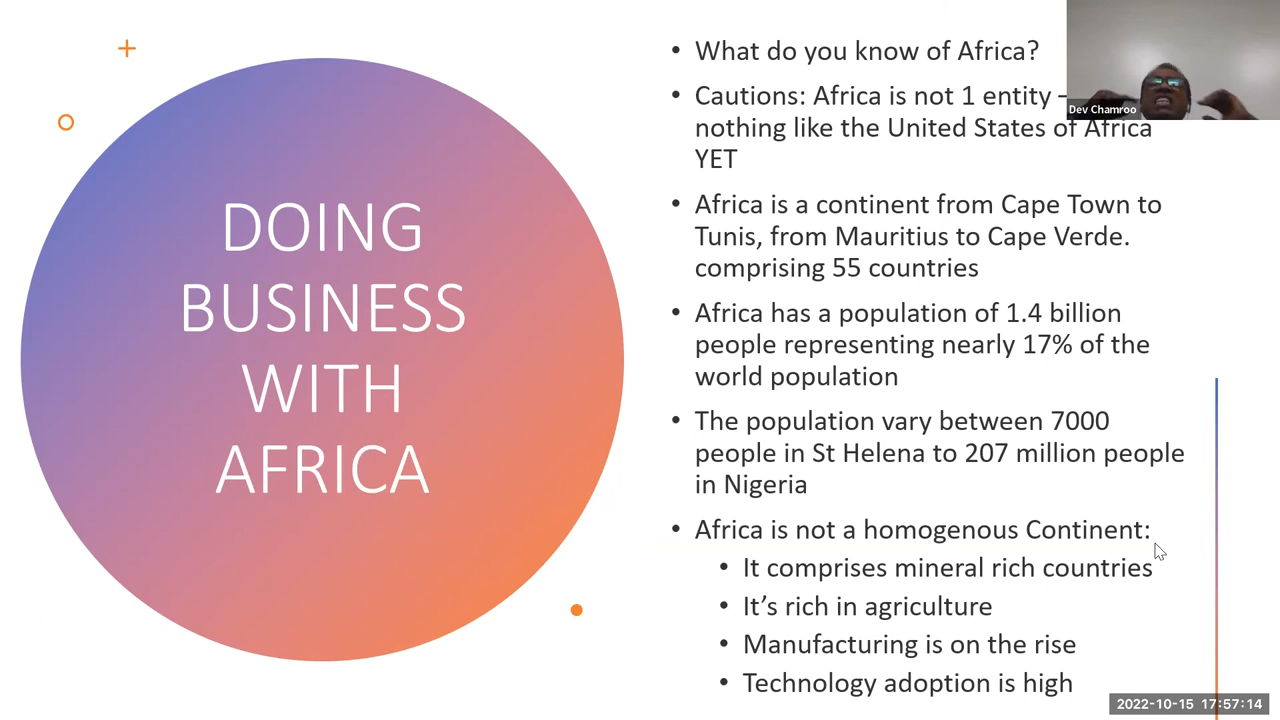 DOING
BUSINESS
WITH
AFRICA
• What do you know of Africa?
• Cautions: Africa is not 1 entity –
nothing like the United States of Africa
YET
• Africa is a continent from Cape Town to
Tunis, from Mauritius to Cape Verde.
comprising 55 countries
• Africa has a population of 1.4 billion
people representing nearly 17% of the
world population
• The population vary between 7000
people in St Helena to 207 million people
in Nigeria
• Africa is not a homogenous Continent:
• It comprises mineral rich countries
• It’s rich in agriculture
• Manufacturing is on the rise
• Technology adoption is high
Dev Chamroo
2022-10-15 17:57:14